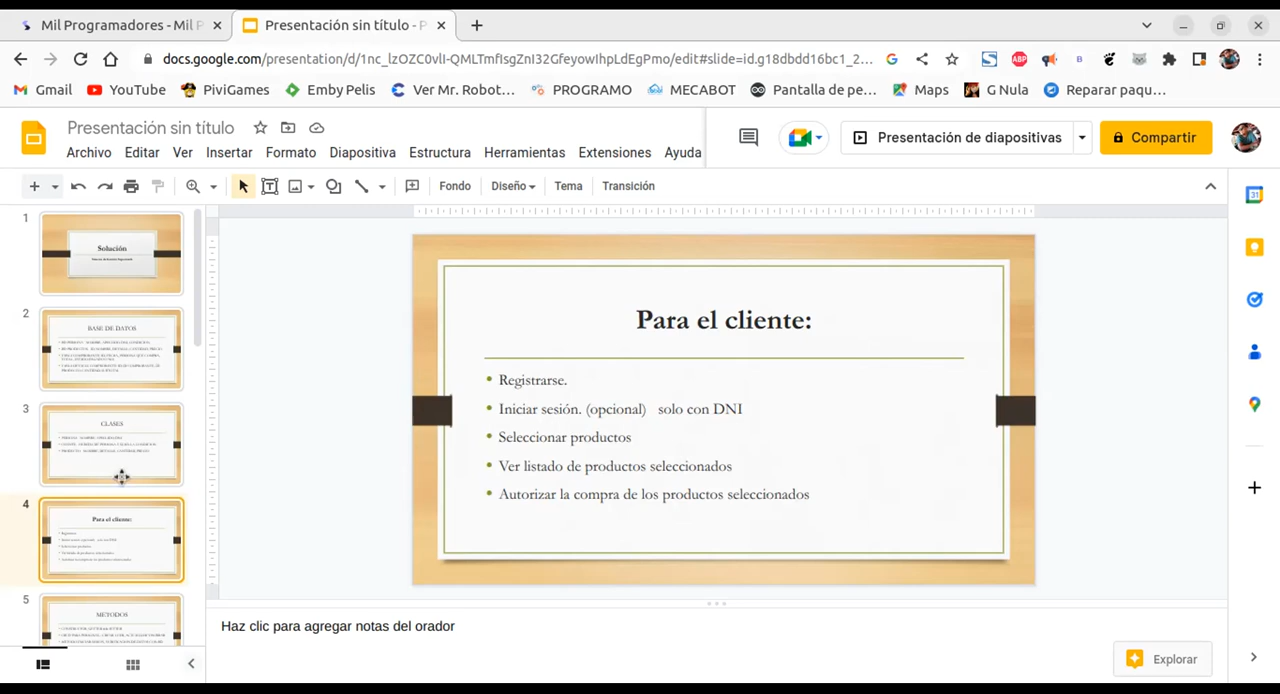 Mil Programadores - Mil P
Presentación sin título - P
docs.google.com/presentation/d/1nc_lzOZC0vlI-QMLTmfIsgZnI32GfeyowIhpLdEgPmo/edit#slide=id.g18dbdd16bc1_2...
Gmail YouTube PiviGames Emby Pelis Ver Mr. Robot... PROGRAMO MECABOT Pantalla de pe... Maps G Nula Reparar paqu...
Presentación sin título
Archivo Editar Ver Insertar Formato Diapositiva Estructura Herramientas Extensiones Ayuda
Presentación de diapositivas
Compartir
Fondo Diseño Tema Transición
1
Solución
2
BASE DE DATOS
3
CLASES
4
Para el cliente:
5
METODOS
Para el cliente:
• Registrarse.
• Iniciar sesión. (opcional) solo con DNI
• Seleccionar productos
• Ver listado de productos seleccionados
• Autorizar la compra de los productos seleccionados
Haz clic para agregar notas del orador
Explorar